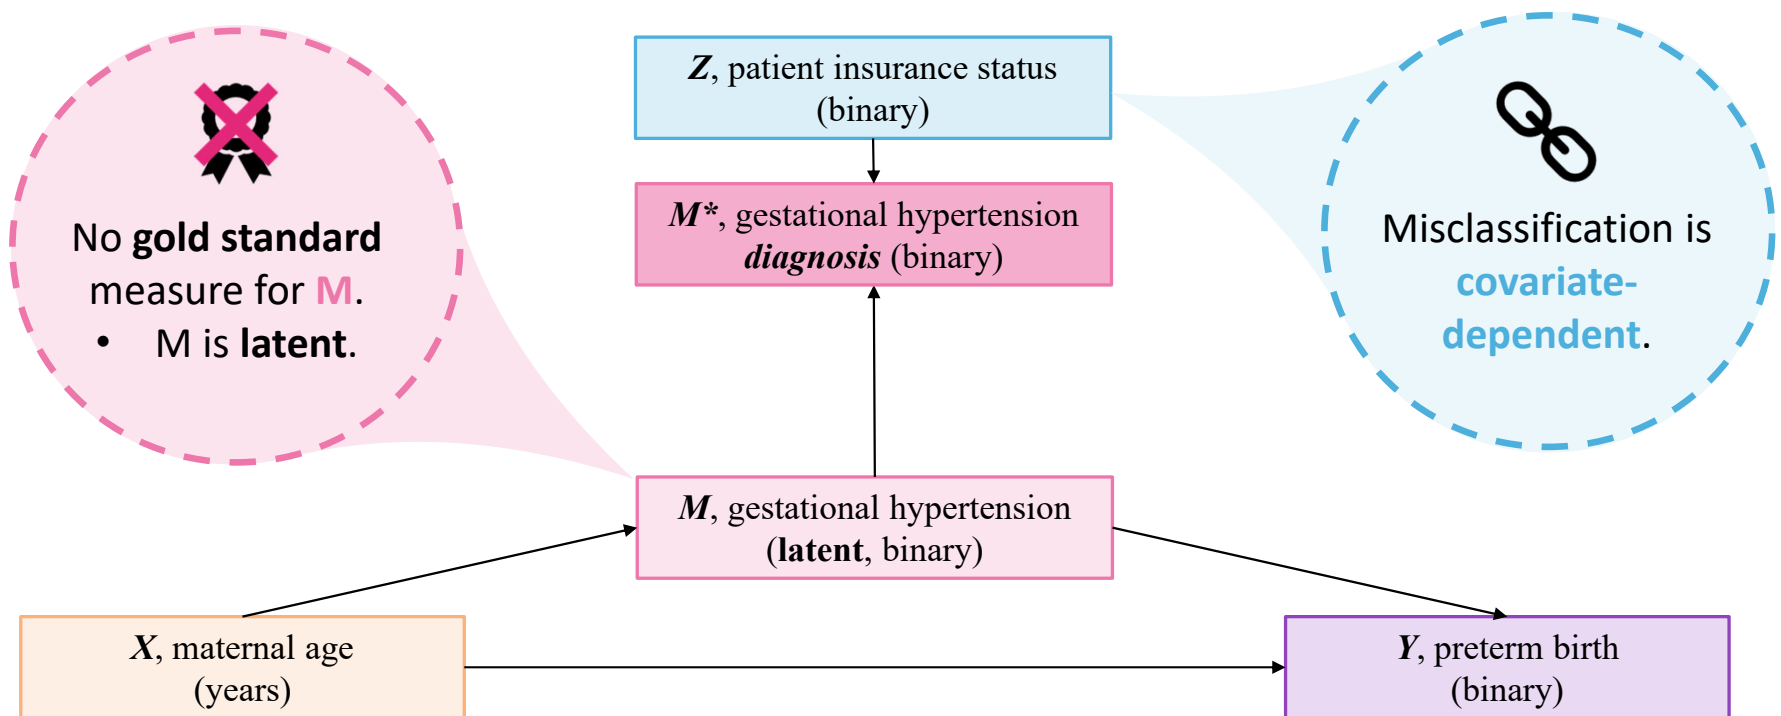 No gold standard
measure for M.
• M is latent.
Z, patient insurance status
(binary)
M*, gestational hypertension
diagnosis (binary)
Misclassification is
covariate-
dependent.
M, gestational hypertension
(latent, binary)
X, maternal age
(years)
Y, preterm birth
(binary)